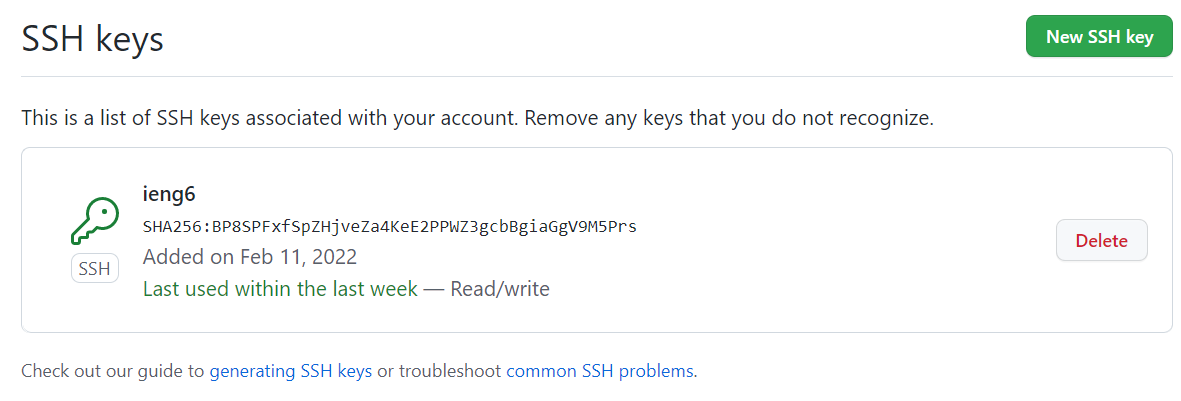 SSH keys
New SSH key
This is a list of SSH keys associated with your account. Remove any keys that you do not recognize.
ieng6
SHA256:BP8SPFxfSpZHjveZa4KeE2PPWZ3gcbBgiaGgV9M5Prs
Added on Feb 11, 2022
Last used within the last week — Read/write
SSH
Delete
Check out our guide to generating SSH keys or troubleshoot common SSH problems.